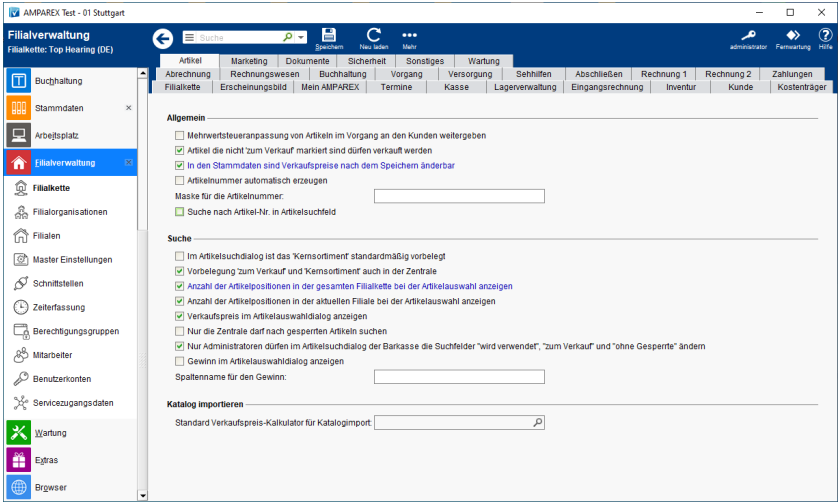 AMPAREX Test - 01 Stuttgart
Filialverwaltung
Filialkette: Top Hearing (DE)
Suche
Speichern
Neu laden
Mehr
administrator
Fernwartung
Hilfe
Artikel Marketing Dokumente Sicherheit Sonstiges Wartung
Abrechnung Rechnungswesen Buchhaltung Vorgang Versorgung Sehhilfen Abschließen Rechnung 1 Rechnung 2 Zahlungen
Filialkette Erscheinungsbild Mein AMPAREX Termine Kasse Lagerverwaltung Eingangsrechnung Inventur Kunde Kostenträger
Buchhaltung
Stammdaten
Arbeitsplatz
Filialverwaltung
Filialkette
Filialorganisationen
Filialen
Master Einstellungen
Schnittstellen
Zeiterfassung
Berechtigungsgruppen
Mitarbeiter
Benutzerkonten
Servicezugangsdaten
Wartung
Extras
Browser
Allgemein
Mehrwertsteueranpassung von Artikeln im Vorgang an den Kunden weitergeben
Artikel die nicht 'zum Verkauf' markiert sind dürfen verkauft werden
In den Stammdaten sind Verkaufspreise nach dem Speichern änderbar
Artikelnummer automatisch erzeugen
Maske für die Artikelnummer:
Suche nach Artikel-Nr. in Artikelsuchfeld
Suche
Im Artikelsuchdialog ist das 'Kernsortiment' standardmäßig vorbelegt
Vorbelegung 'zum Verkauf' und 'Kernsortiment' auch in der Zentrale
Anzahl der Artikelpositionen in der gesamten Filialkette bei der Artikelauswahl anzeigen
Anzahl der Artikelpositionen in der aktuellen Filiale bei der Artikelauswahl anzeigen
Verkaufspreis im Artikelauswahldialog anzeigen
Nur die Zentrale darf nach gesperrten Artikeln suchen
Nur Administratoren dürfen im Artikelsuchdialog der Barkasse die Suchfelder "wird verwendet", "zum Verkauf" und "ohne Gesperrte" ändern
Gewinn im Artikelauswahldialog anzeigen
Spaltenname für den Gewinn:
Katalog importieren
Standard Verkaufspreis-Kalkulator für Katalogimport: